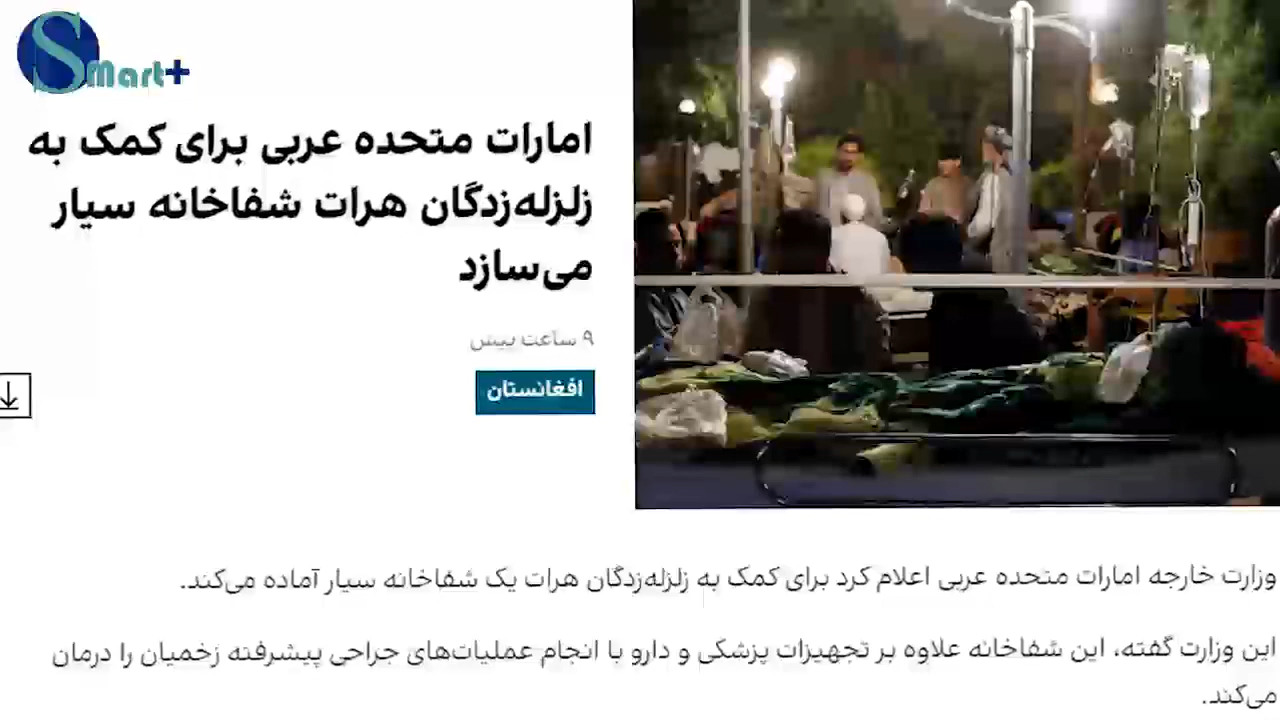 Smart+
امارات متحده عربی برای کمک به
زلزله‌زدگان هرات شفاخانه سیار
می‌سازد
۹ ساعت پیش
افغانستان
وزارت خارجه امارات متحده عربی اعلام کرد برای کمک به زلزله‌زدگان هرات یک شفاخانه سیار آماده می‌کند.
این وزارت گفته، این شفاخانه علاوه بر تجهیزات پزشکی و دارو با انجام عملیات‌های جراحی پیشرفته زخمیان را درمان
می‌کند.